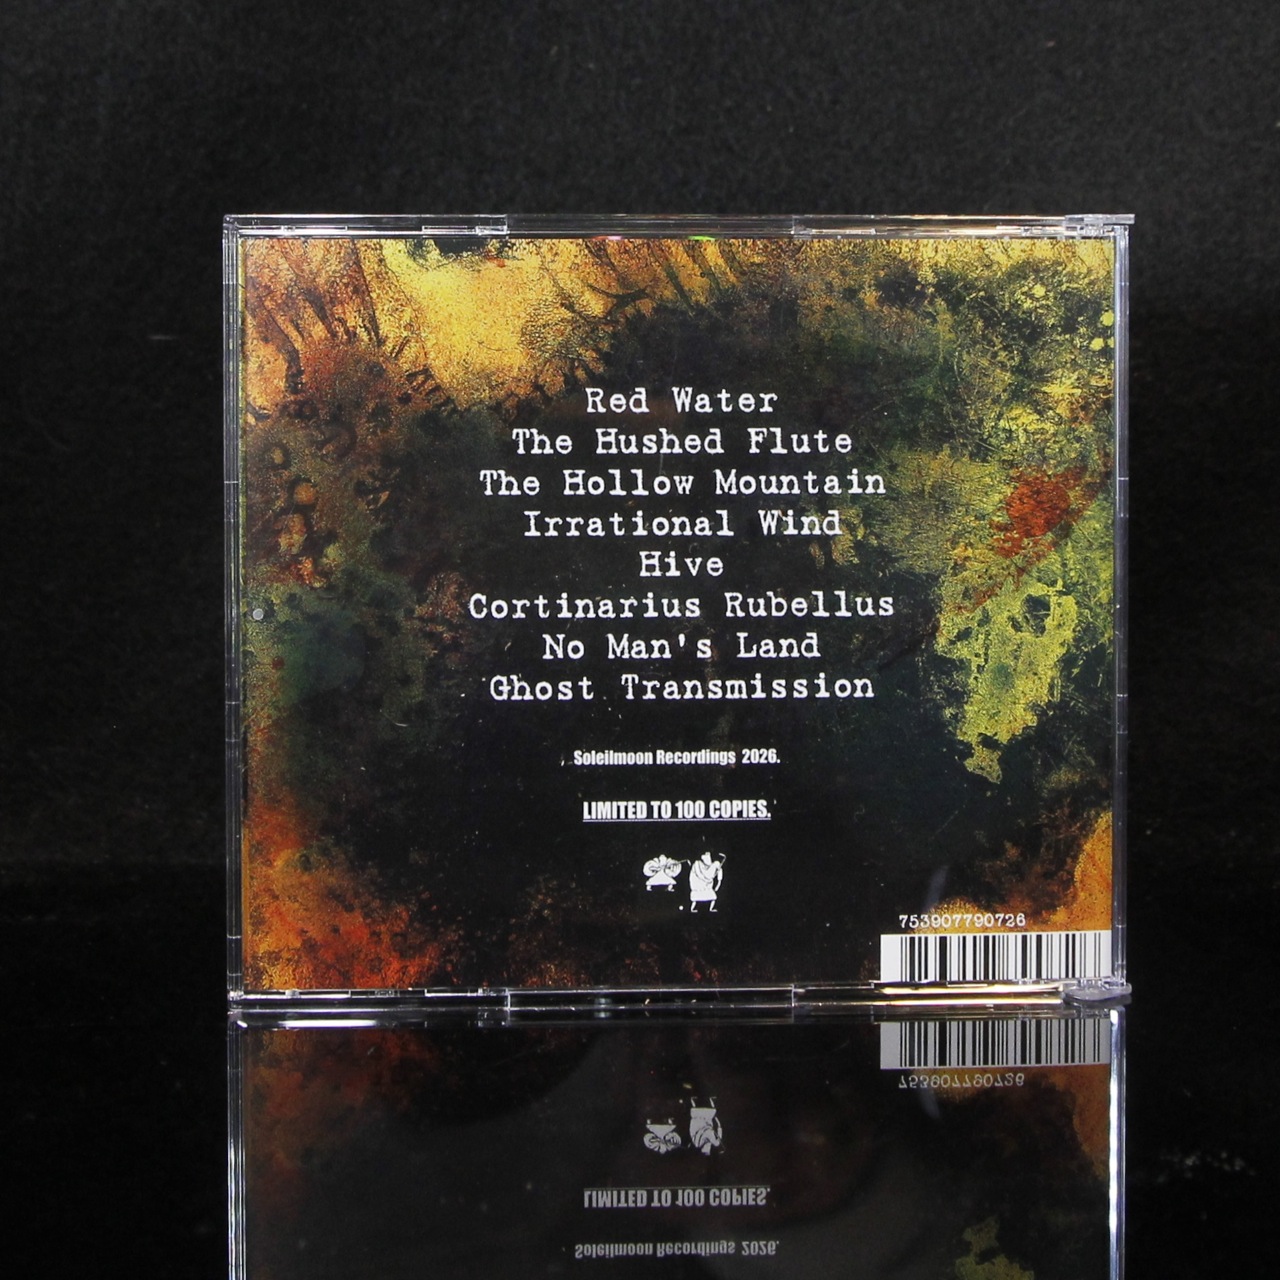 Red Water
The Hushed Flute
The Hollow Mountain
Irrational Wind
Hive
Cortinarius Rubellus
No Man's Land
Ghost Transmission
Soleilmoon Recordings 2026.
LIMITED TO 100 COPIES.
753907790726